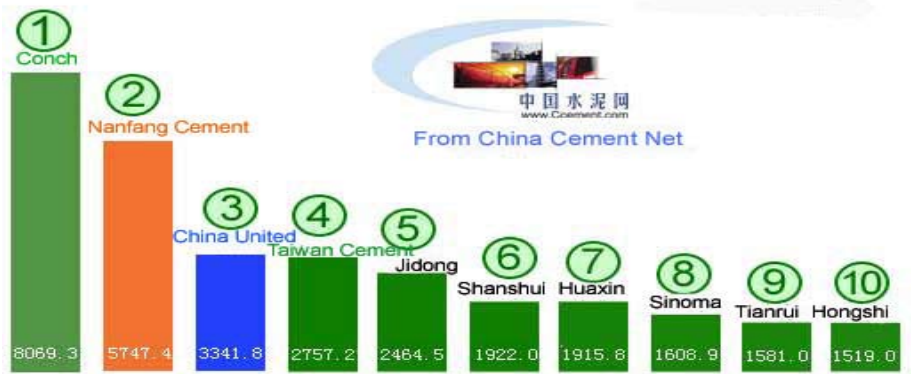 1
Conch
2
Nanfang Cement
3
China United
4
Taiwan Cement
5
Jidong
6
Shanshui
7
Huaxin
8
Sinoma
9
Tianrui
10
Hongshi
中国水泥网
www.Ccement.com
From China Cement Net
8069.3
5747.4
3341.8
2757.2
2464.5
1922.0
1915.8
1608.9
1581.0
1519.0